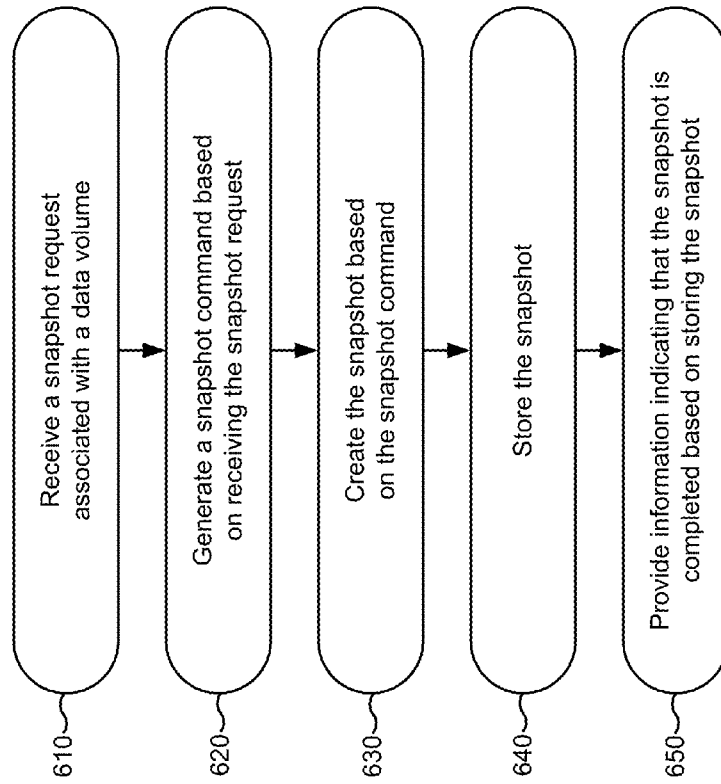 610
Receive a snapshot request
associated with a data volume
620
Generate a snapshot command based
on receiving the snapshot request
630
Create the snapshot based
on the snapshot command
640
Store the snapshot
650
Provide information indicating that the snapshot is
completed based on storing the snapshot